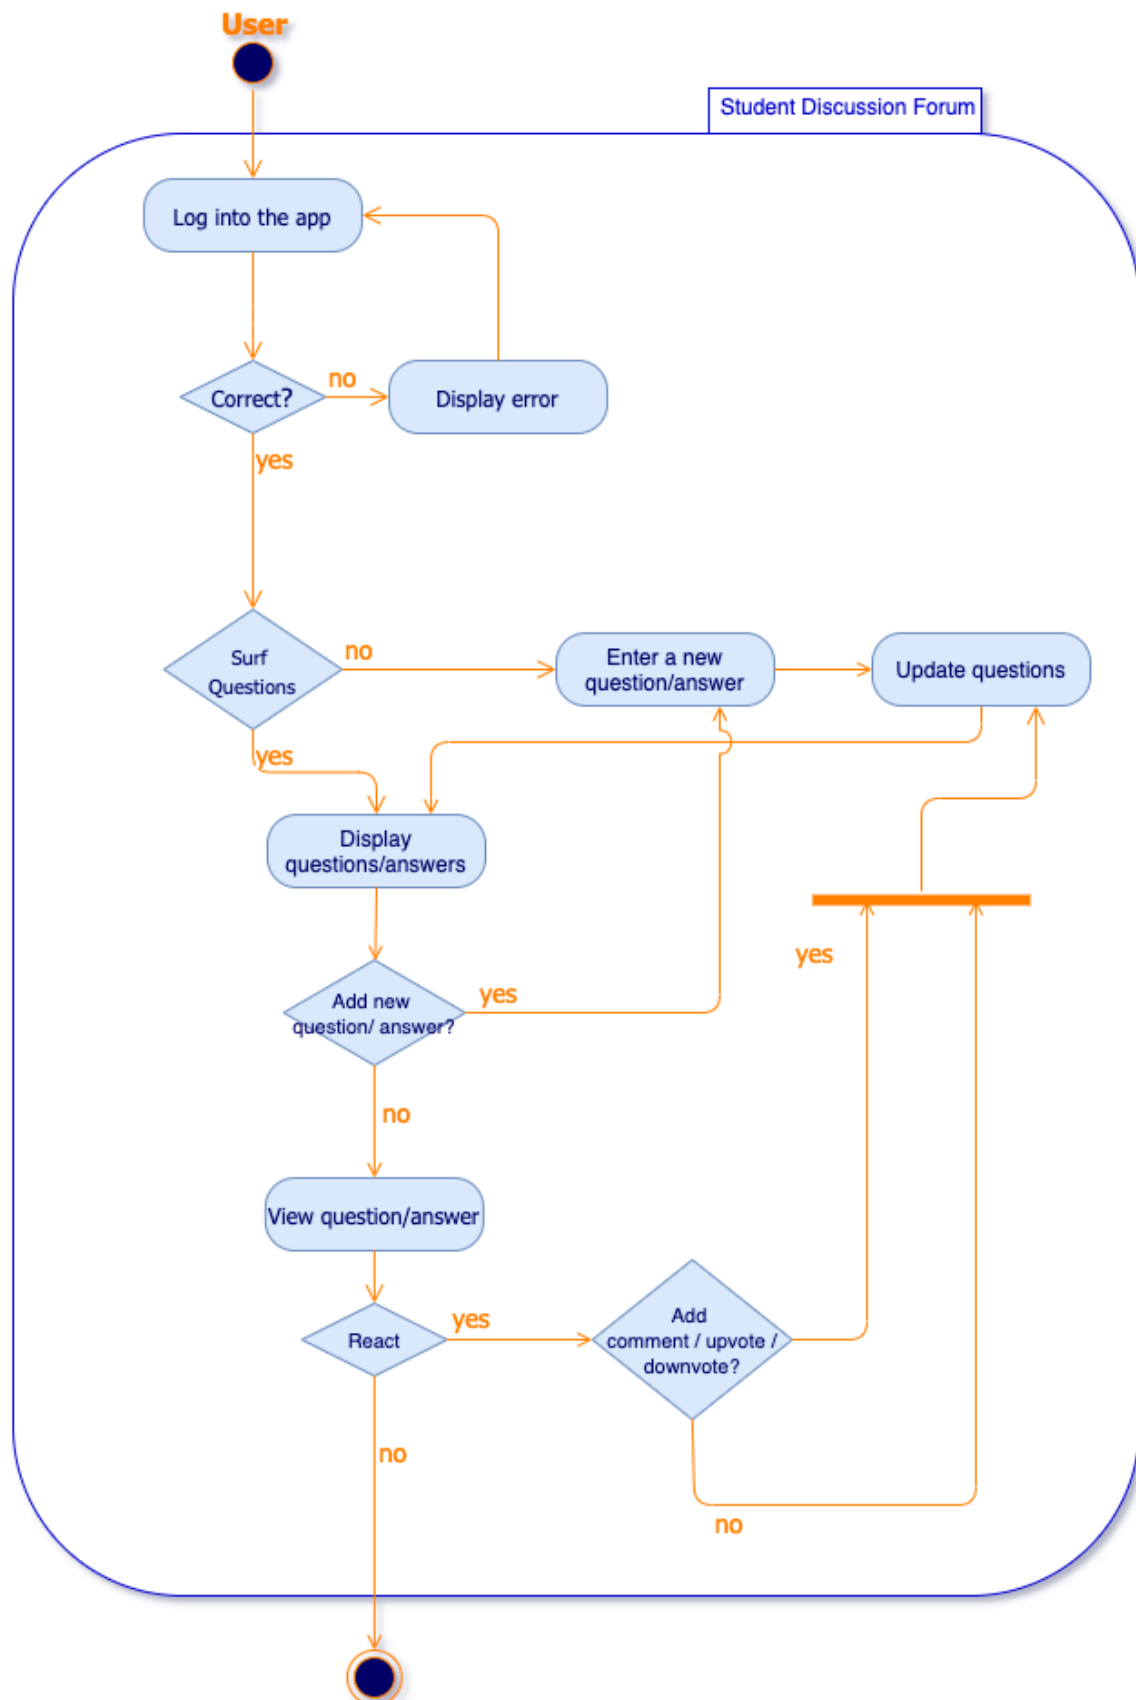 User
Student Discussion Forum
Log into the app
Correct?
no
Display error
yes
Surf
Questions
no
Enter a new
question/answer
Update questions
yes
Display
questions/answers
Add new
question/ answer?
yes
yes
no
View question/answer
React
yes
Add
comment / upvote /
downvote?
no
no